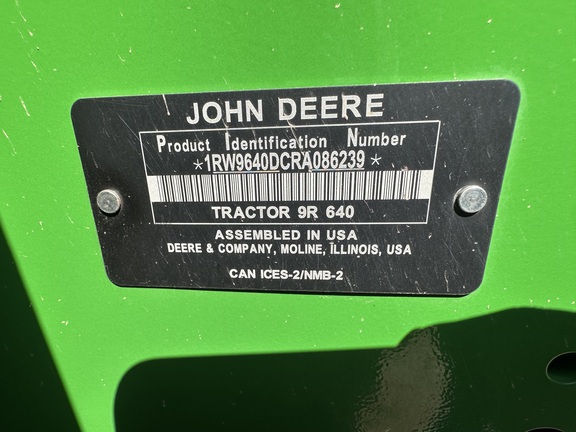 JOHN DEERE
Product Identification Number
*1RW9640DCRA086239*
TRACTOR 9R 640
ASSEMBLED IN USA
DEERE & COMPANY, MOLINE, ILLINOIS, USA
CAN ICES-2/NMB-2